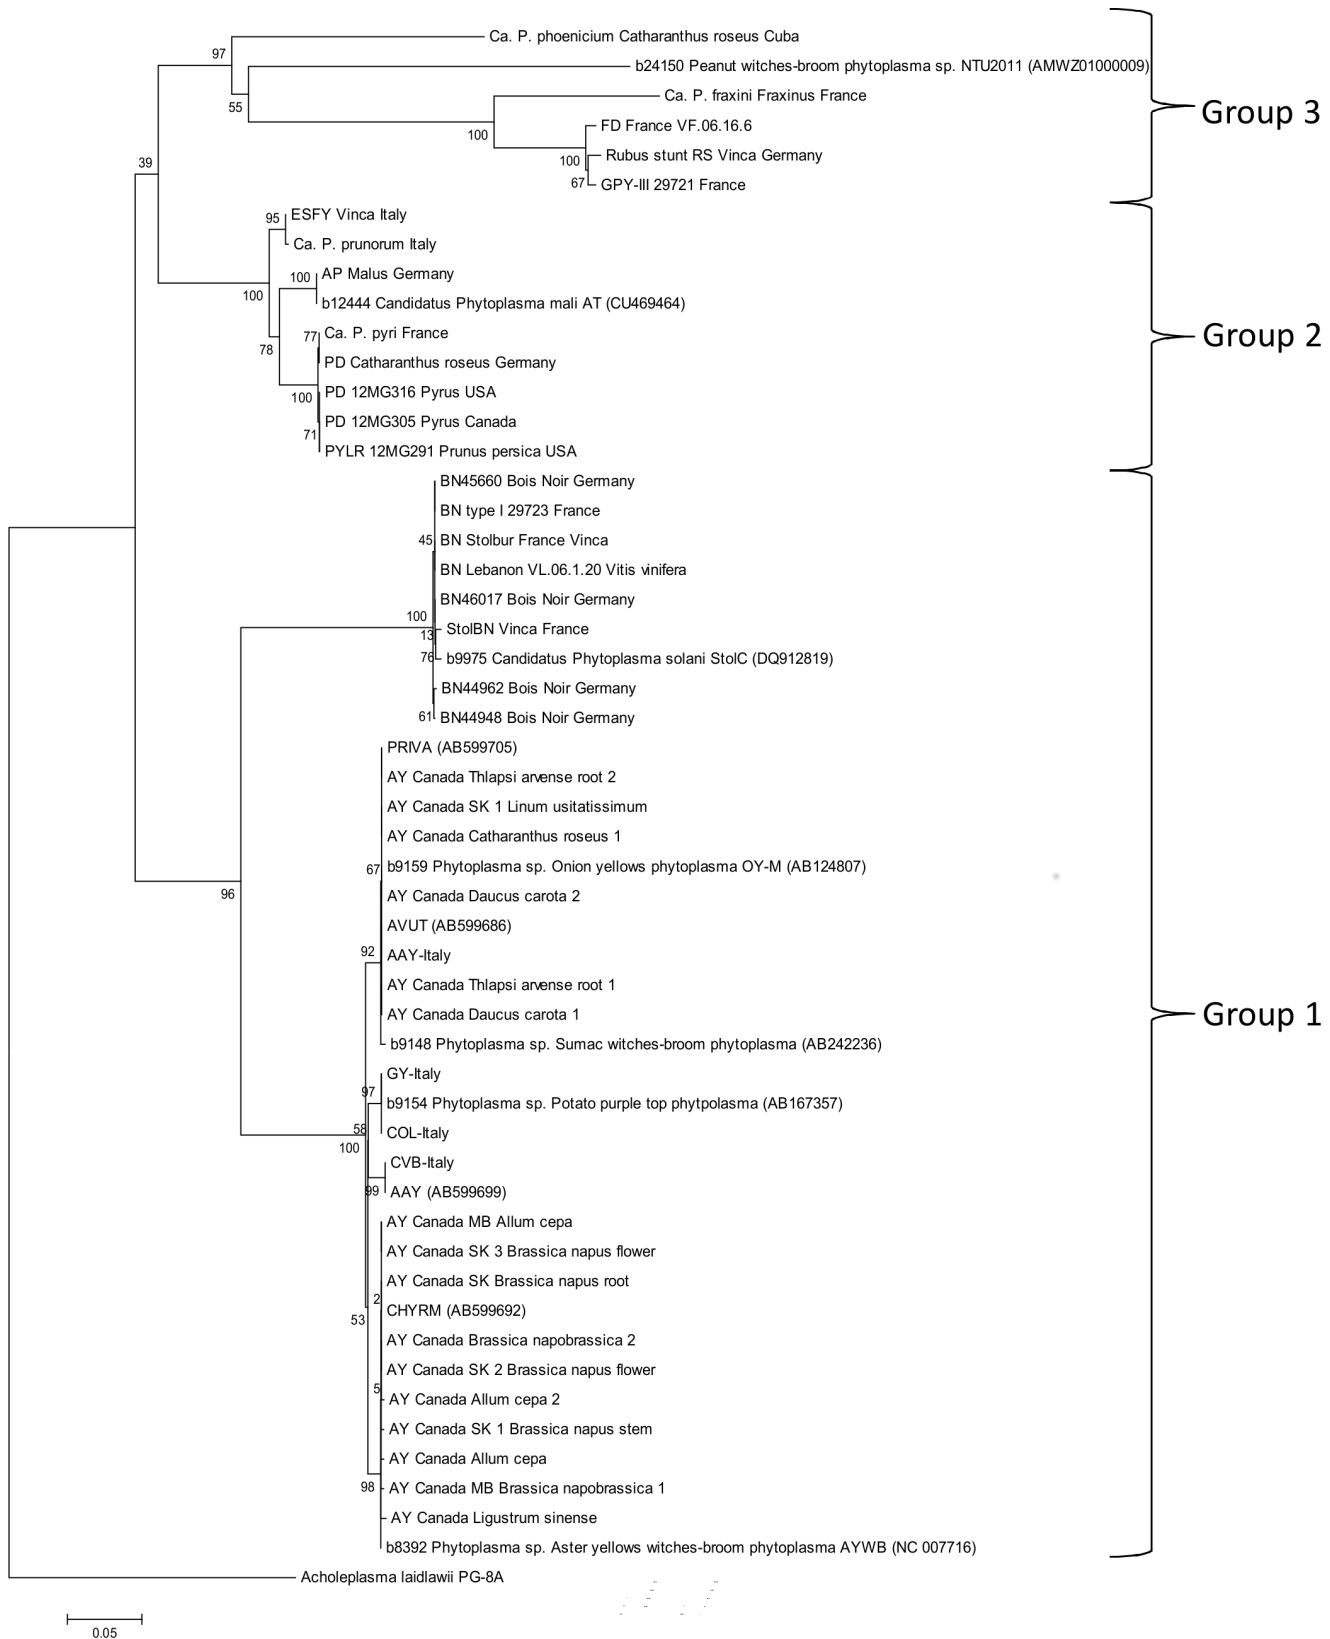 Ca. P. phoenicium Catharanthus roseus Cuba
97
b24150 Peanut witches-broom phytoplasma sp. NTU2011 (AMWZ01000009)
Ca. P. fraxini Fraxinus France
55
Group 3
FD France VF.06.16.6
100
Rubus stunt RS Vinca Germany
100
39
GPY-III 29721 France
67
ESFY Vinca Italy
95
Ca. P. prunorum Italy
AP Malus Germany
100
100
b12444 Candidatus Phytoplasma mali AT (CU469464)
Ca. P. pyri France
77
Group 2
78
PD Catharanthus roseus Germany
PD 12MG316 Pyrus USA
100
PD 12MG305 Pyrus Canada
71
PYLR 12MG291 Prunus persica USA
BN45660 Bois Noir Germany
BN type I 29723 France
45
BN Stolbur France Vinca
BN Lebanon VL.06.1.20 Vitis vinifera
BN46017 Bois Noir Germany
100
StolBN Vinca France
13
76
b9975 Candidatus Phytoplasma solani StolC (DQ912819)
BN44962 Bois Noir Germany
61
BN44948 Bois Noir Germany
PRIVA (AB599705)
AY Canada Thlapsi arvense root 2
AY Canada SK 1 Linum usitatissimum
AY Canada Catharanthus roseus 1
67
b9159 Phytoplasma sp. Onion yellows phytoplasma OY-M (AB124807)
96
AY Canada Daucus carota 2
AVUT (AB599686)
92
AAY-Italy
AY Canada Thlapsi arvense root 1
AY Canada Daucus carota 1
Group 1
b9148 Phytoplasma sp. Sumac witches-broom phytoplasma (AB242236)
GY-Italy
97
b9154 Phytoplasma sp. Potato purple top phytpolasma (AB167357)
58
COL-Italy
100
CVB-Italy
99
AAY (AB599699)
AY Canada MB Allum cepa
AY Canada SK 3 Brassica napus flower
AY Canada SK Brassica napus root
2
CHYRM (AB599692)
53
AY Canada Brassica napobrassica 2
AY Canada SK 2 Brassica napus flower
5
AY Canada Allum cepa 2
AY Canada SK 1 Brassica napus stem
AY Canada Allum cepa
98
AY Canada MB Brassica napobrassica 1
AY Canada Ligustrum sinense
b8392 Phytoplasma sp. Aster yellows witches-broom phytoplasma AYWB (NC 007716)
Acholeplasma laidlawii PG-8A
0.05